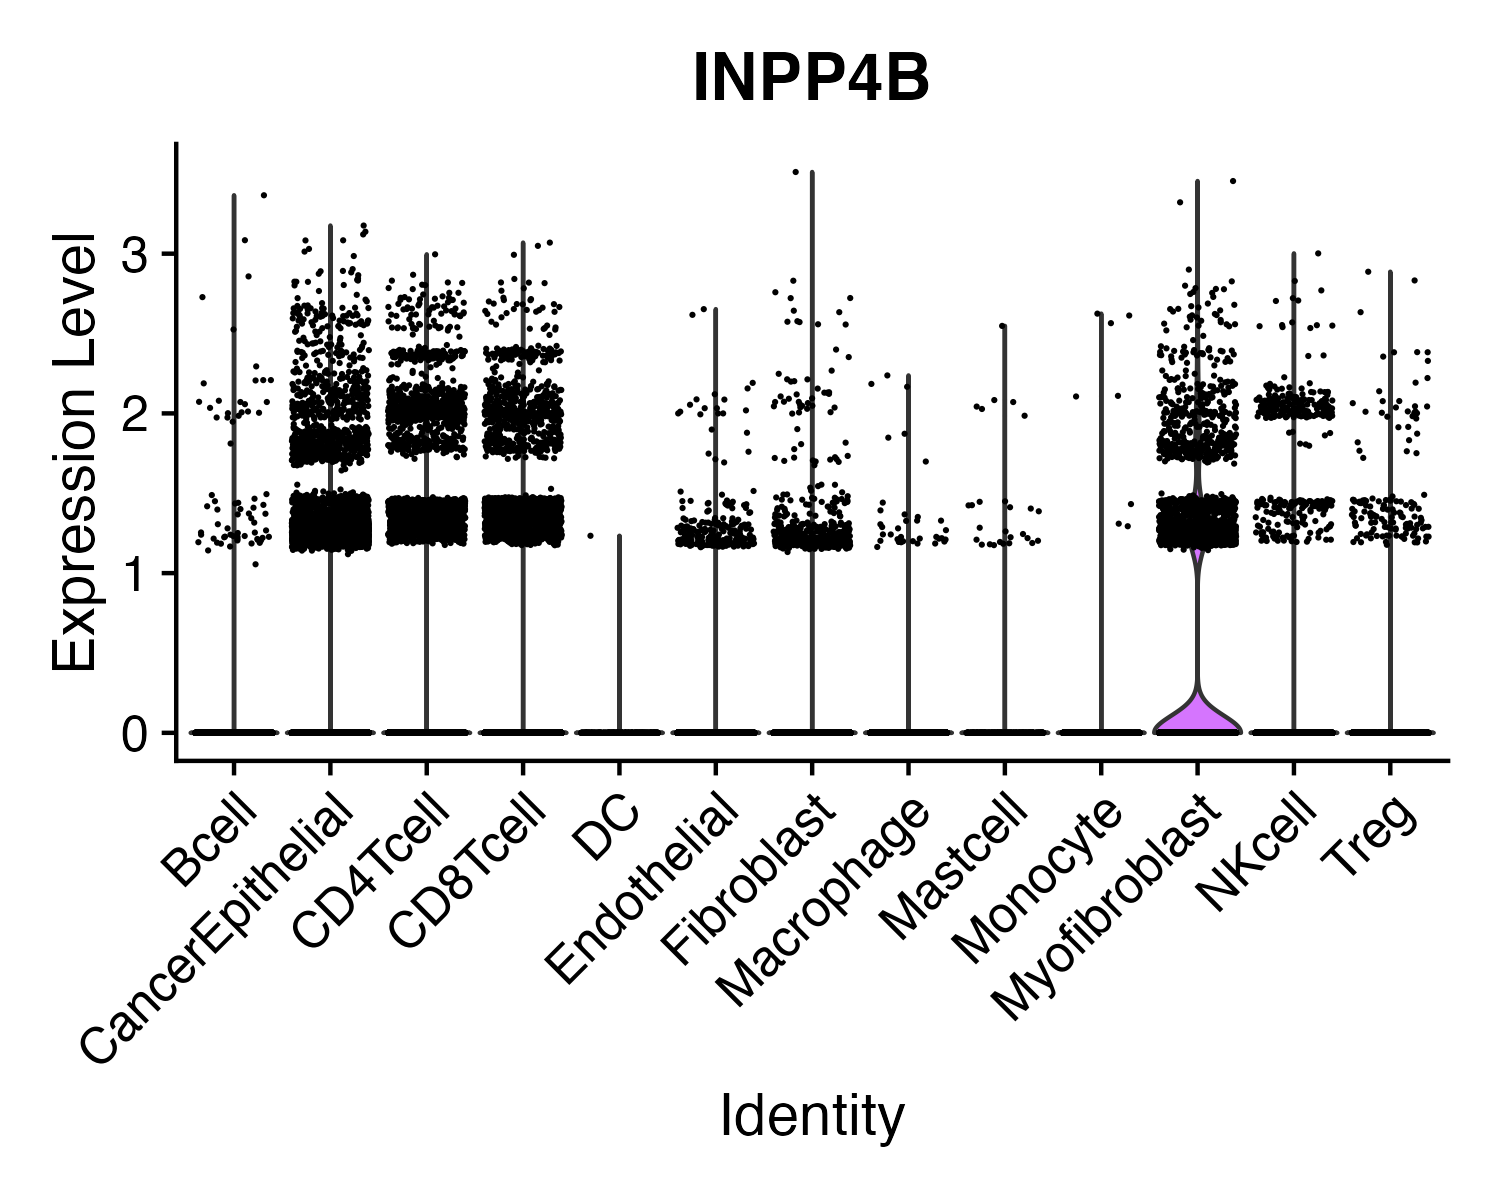 INPP4B
Expression Level
3
2
1
0
Bcell
CancerEpithelial
CD4Tcell
CD8Tcell
DC
Endothelial
Fibroblast
Macrophage
Mastcell
Monocyte
Myofibroblast
NKcell
Treg
Identity